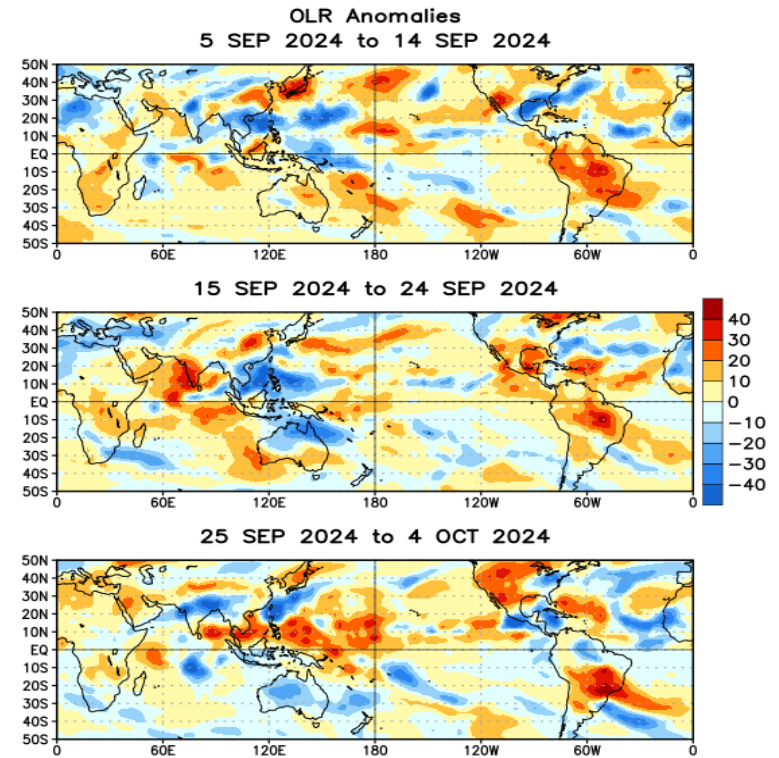 OLR Anomalies
5 SEP 2024 to 14 SEP 2024
50N
40N
30N
20N
10N
EQ
10S
20S
30S
40S
50S
0 60E 120E 180 120W 60W 0
15 SEP 2024 to 24 SEP 2024
50N
40N
30N
20N
10N
EQ
10S
20S
30S
40S
50S
0 60E 120E 180 120W 60W 0
40
30
20
10
0
−10
−20
−30
−40
25 SEP 2024 to 4 OCT 2024
50N
40N
30N
20N
10N
EQ
10S
20S
30S
40S
50S
0 60E 120E 180 120W 60W 0